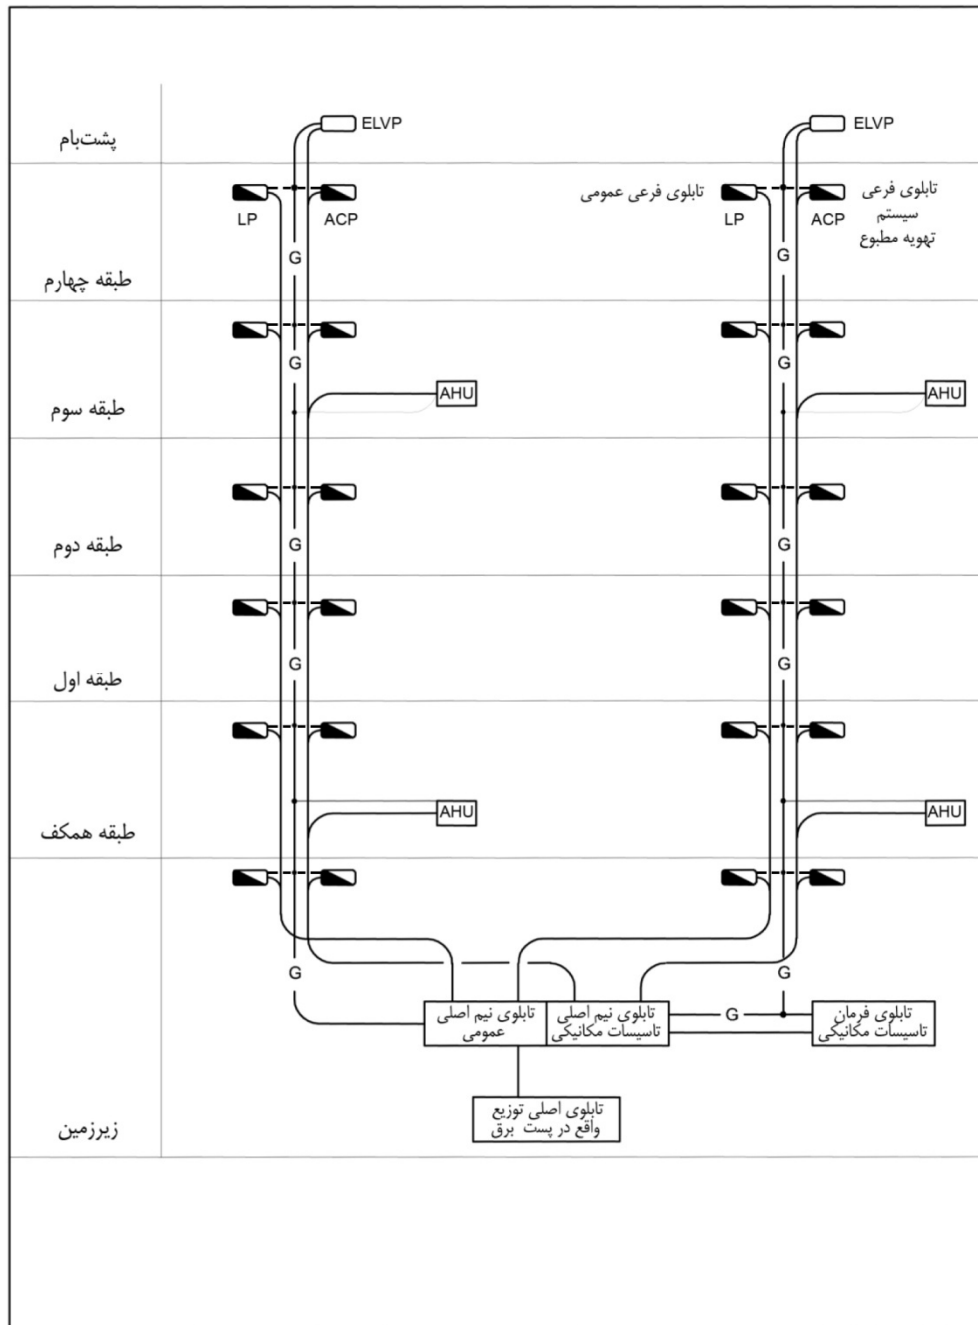 پشت‌بام
ELVP
ELVP
LP
ACP
تابلوی فرعی عمومی
LP
ACP
تابلوی فرعی
سیستم
تهویه مطبوع
G
G
طبقه چهارم
G
G
AHU
AHU
طبقه سوم
G
G
طبقه دوم
G
G
طبقه اول
AHU
AHU
طبقه همکف
G
G
تابلوی نیم اصلی
عمومی
تابلوی نیم اصلی
تاسیسات مکانیکی
G
تابلوی فرمان
تاسیسات مکانیکی
تابلوی اصلی توزیع
واقع در پست برق
زیرزمین